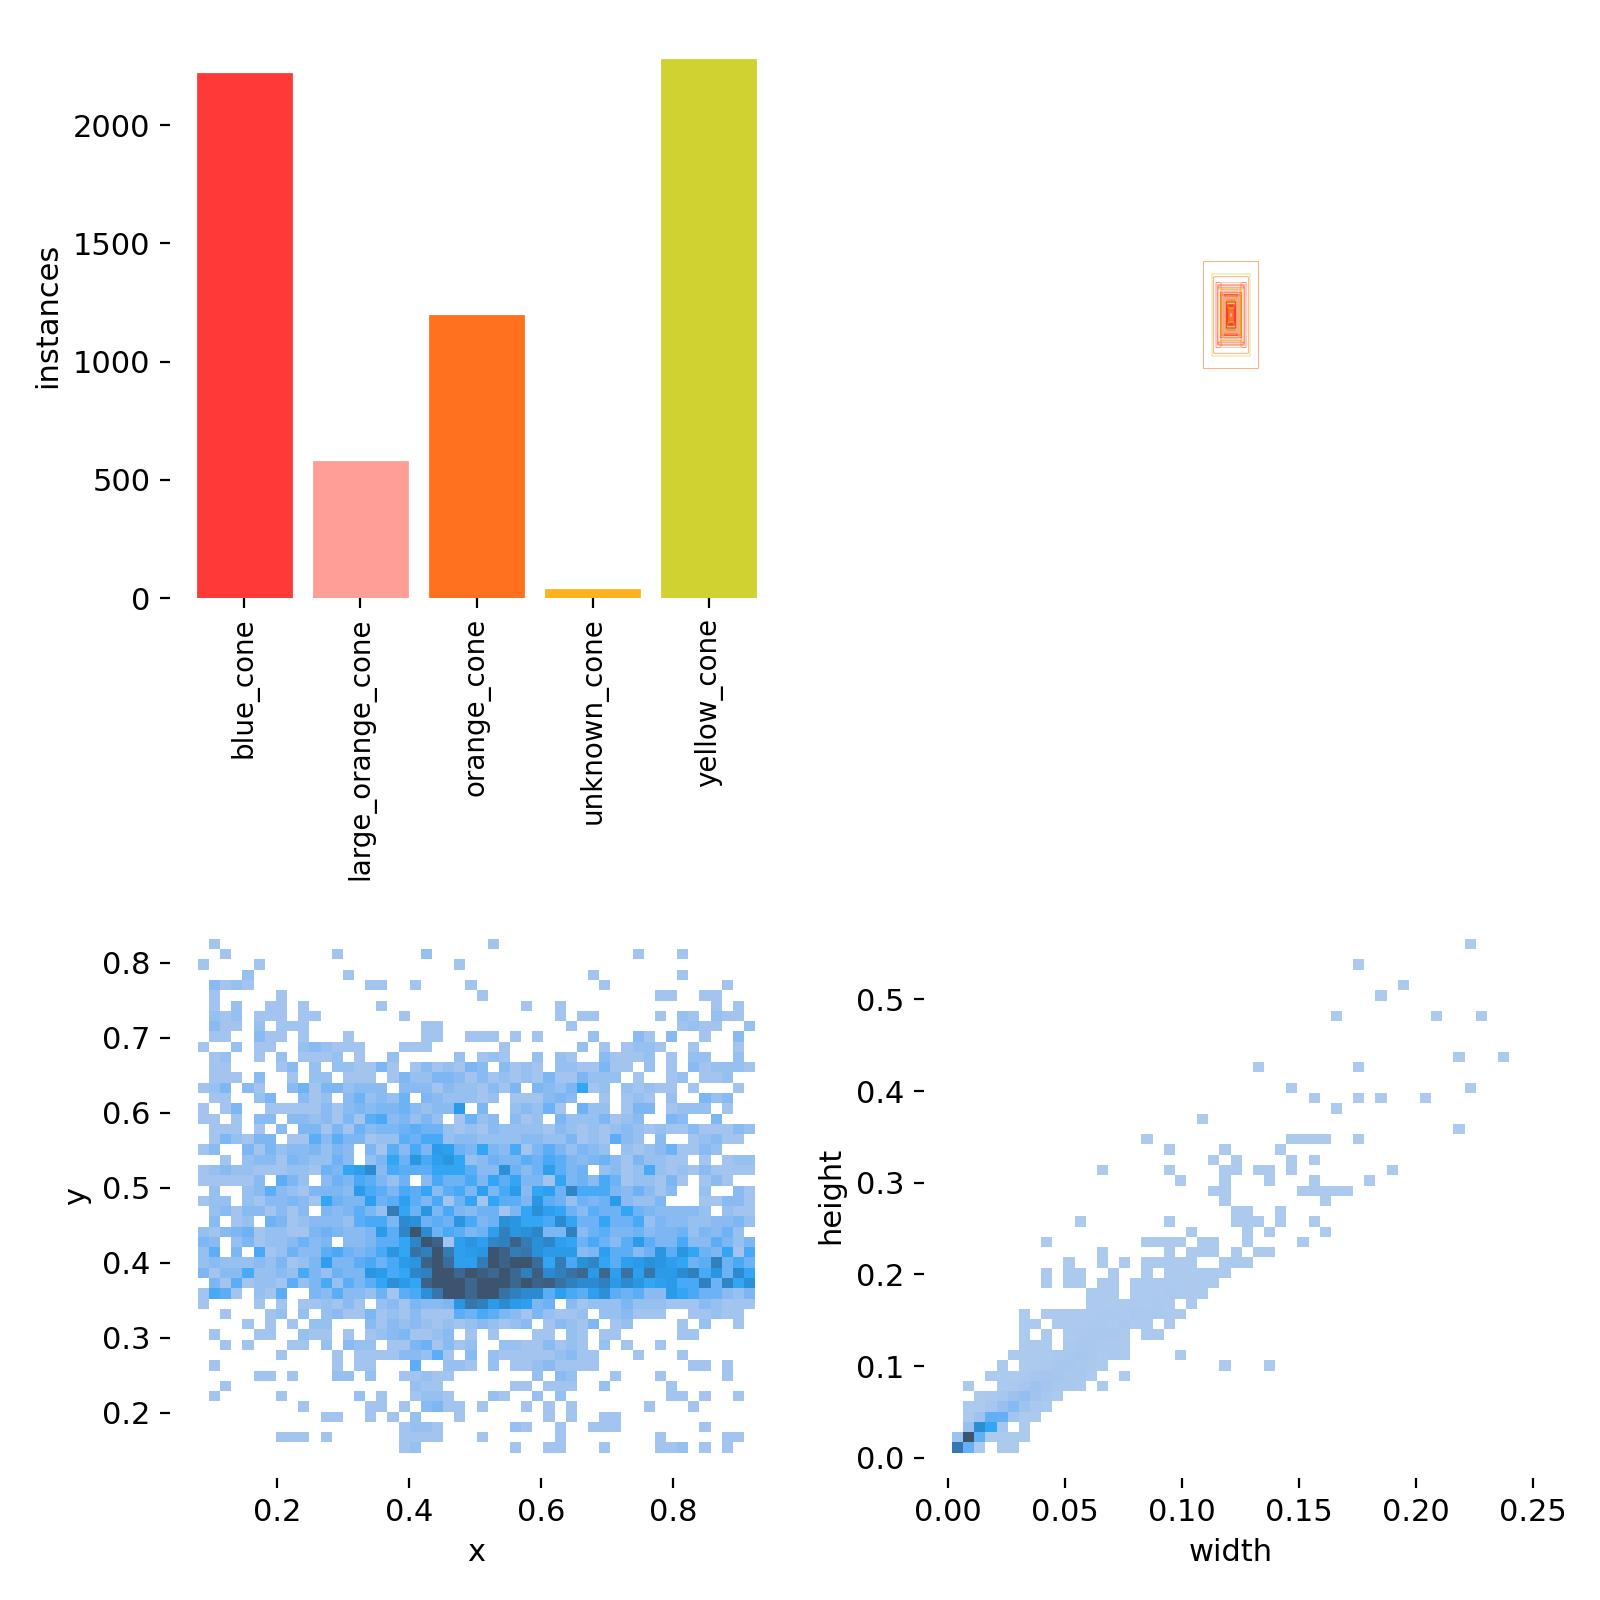 instances
2000
1500
1000
500
0
blue_cone
large_orange_cone
orange_cone
unknown_cone
yellow_cone
y
0.8
0.7
0.6
0.5
0.4
0.3
0.2
0.2 0.4 0.6 0.8
x
height
0.5
0.4
0.3
0.2
0.1
0.0
0.00 0.05 0.10 0.15 0.20 0.25
width